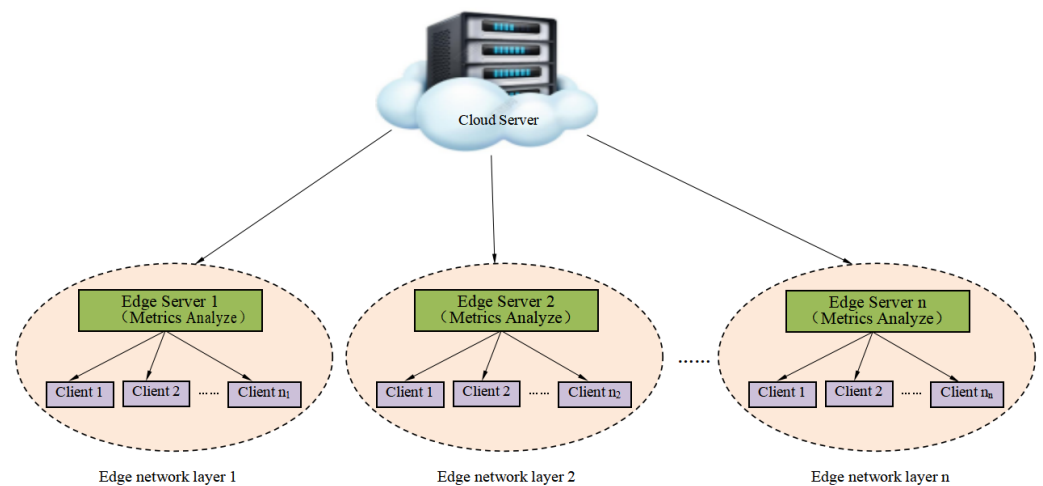 Cloud Server
Edge Server 1
（Metrics Analyze）
Client 1
Client 2
......
Client n₁
Edge network layer 1
Edge Server 2
（Metrics Analyze）
Client 1
Client 2
......
Client n₂
Edge network layer 2
......
Edge Server n
（Metrics Analyze）
Client 1
Client 2
......
Client nₙ
Edge network layer n